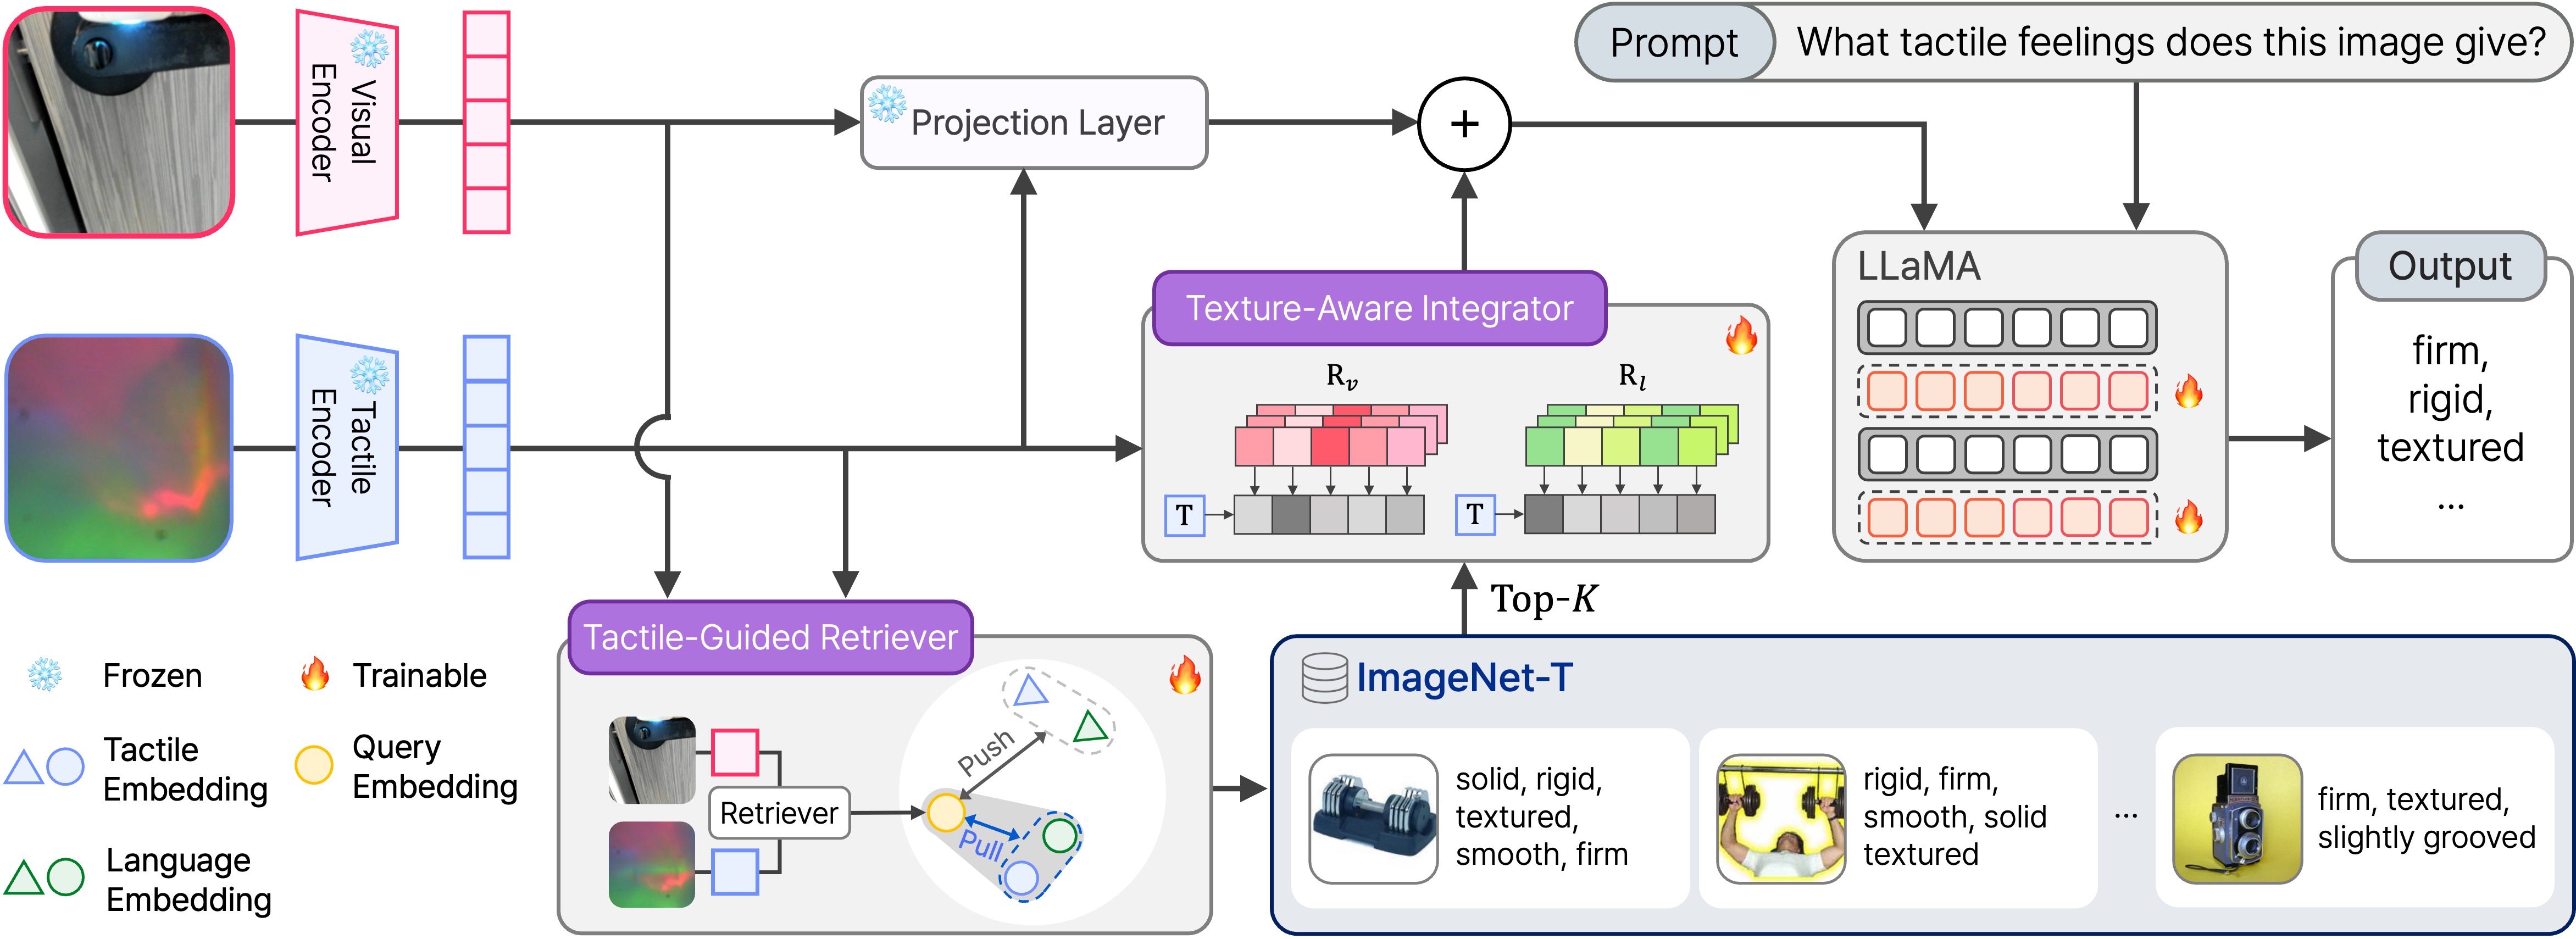 Prompt
What tactile feelings does this image give?
Visual
Encoder
Projection Layer
+
Tactile
Encoder
Texture-Aware Integrator
R_v
R_l
T
T
LLaMA
Output
firm,
rigid,
textured
...
Top-K
Tactile-Guided Retriever
Push
Pull
Retriever
ImageNet-T
solid, rigid,
textured,
smooth, firm
rigid, firm,
smooth, solid
textured
...
firm, textured,
slightly grooved
Frozen
Trainable
Tactile
Embedding
Query
Embedding
Language
Embedding